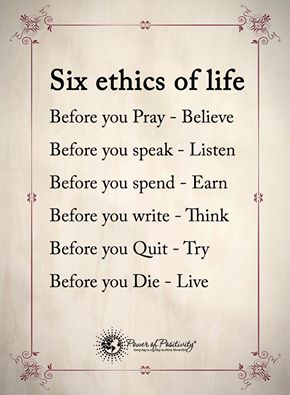 Six ethics of life
Before you Pray - Believe
Before you speak - Listen
Before you spend - Earn
Before you write - Think
Before you Quit - Try
Before you Die - Live
Power of Positivity